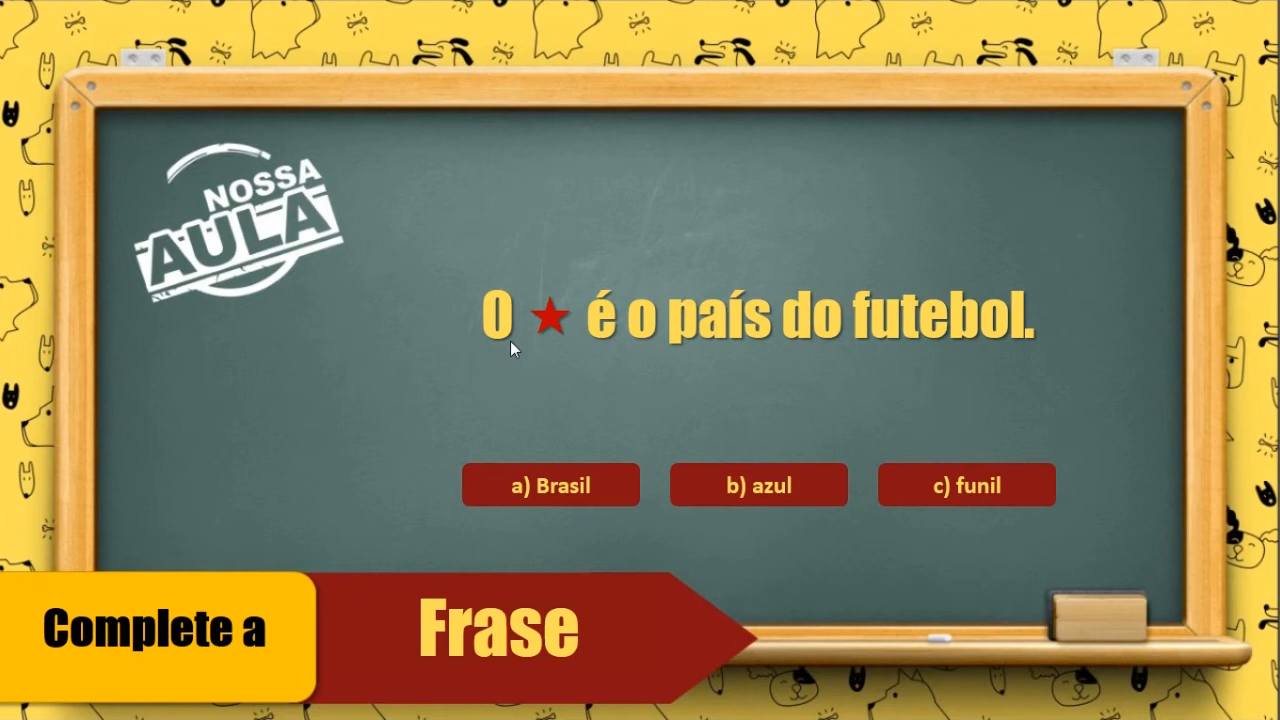 NOSSA
AULA
O ★ é o país do futebol.
a) Brasil
b) azul
c) funil
Complete a
Frase